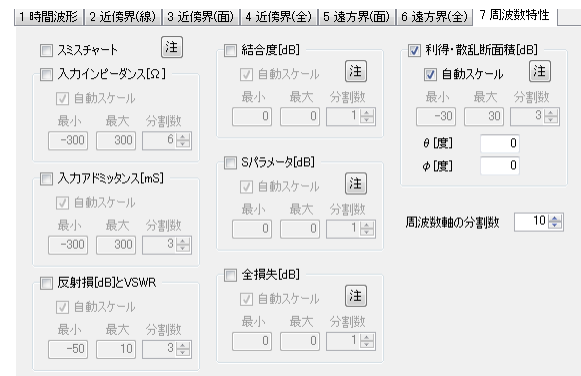 1 時間波形 2 近傍界(線) 3 近傍界(面) 4 近傍界(全) 5 遠方界(面) 6 遠方界(全) 7 周波数特性
スミスチャート 注
入力インピーダンス[Ω]
自動スケール
最小 最大 分割数
-300 300 6
入力アドミッタンス[mS]
自動スケール
最小 最大 分割数
-300 300 3
反射損[dB]とVSWR
自動スケール
最小 最大 分割数
-50 10 3
結合度[dB]
自動スケール 注
最小 最大 分割数
0 0 1
Sパラメータ[dB]
自動スケール 注
最小 最大 分割数
0 0 1
全損失[dB]
自動スケール 注
最小 最大 分割数
0 0 1
利得・散乱断面積[dB]
自動スケール 注
最小 最大 分割数
-30 30 3
θ [度] 0
φ [度] 0
周波数軸の分割数 10